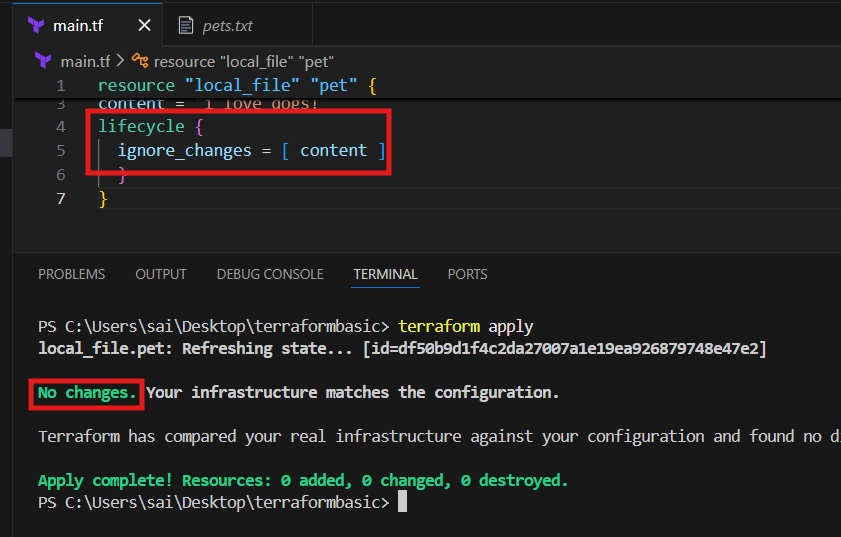 main.tf
pets.txt
main.tf > resource "local_file" "pet"
1 resource "local_file" "pet" {
3 content = "i love dogs!"
4 lifecycle {
5 ignore_changes = [ content ]
6 }
7 }
PROBLEMS OUTPUT DEBUG CONSOLE TERMINAL PORTS
PS C:\Users\sai\Desktop\terraformbasic> terraform apply
local_file.pet: Refreshing state... [id=df50b9d1f4c2da27007a1e19ea926879748e47e2]
No changes. Your infrastructure matches the configuration.
Terraform has compared your real infrastructure against your configuration and found no
Apply complete! Resources: 0 added, 0 changed, 0 destroyed.
PS C:\Users\sai\Desktop\terraformbasic>